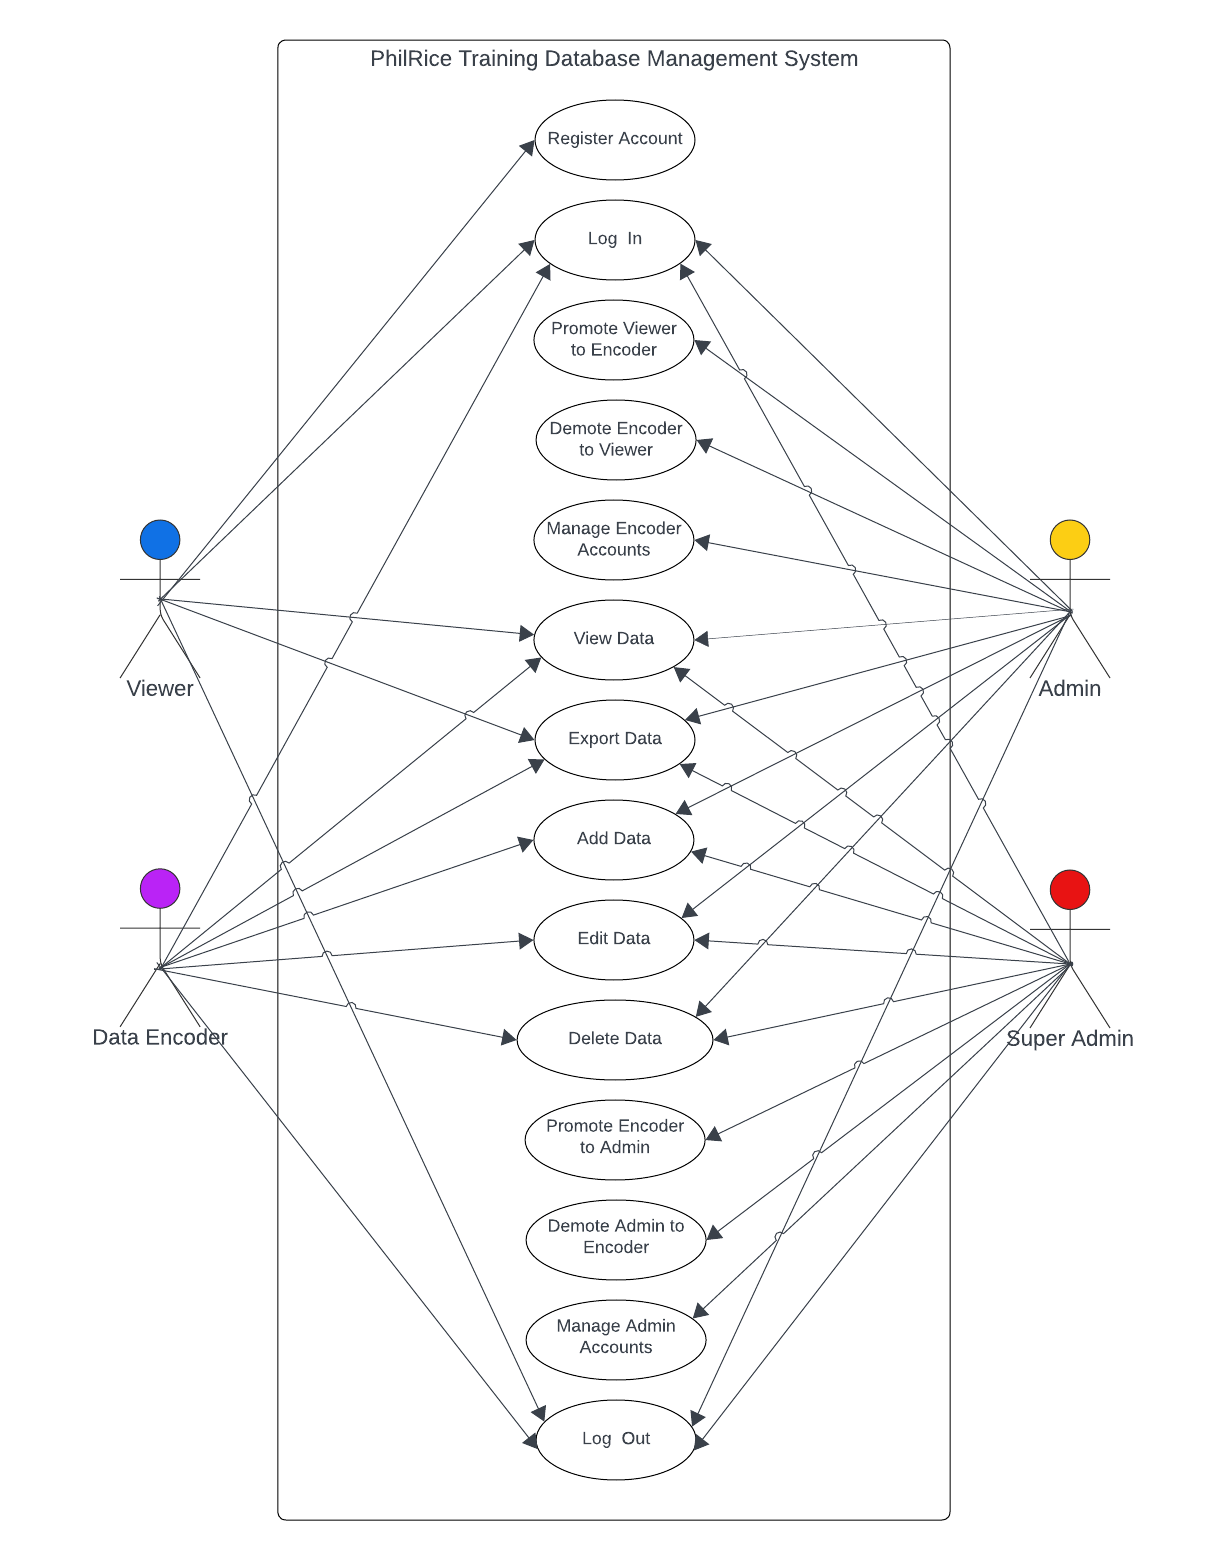 PhilRice Training Database Management System
Register Account
Log In
Promote Viewer
to Encoder
Demote Encoder
to Viewer
Manage Encoder
Accounts
View Data
Viewer
Admin
Export Data
Add Data
Edit Data
Delete Data
Data Encoder
Super Admin
Promote Encoder
to Admin
Demote Admin to
Encoder
Manage Admin
Accounts
Log Out